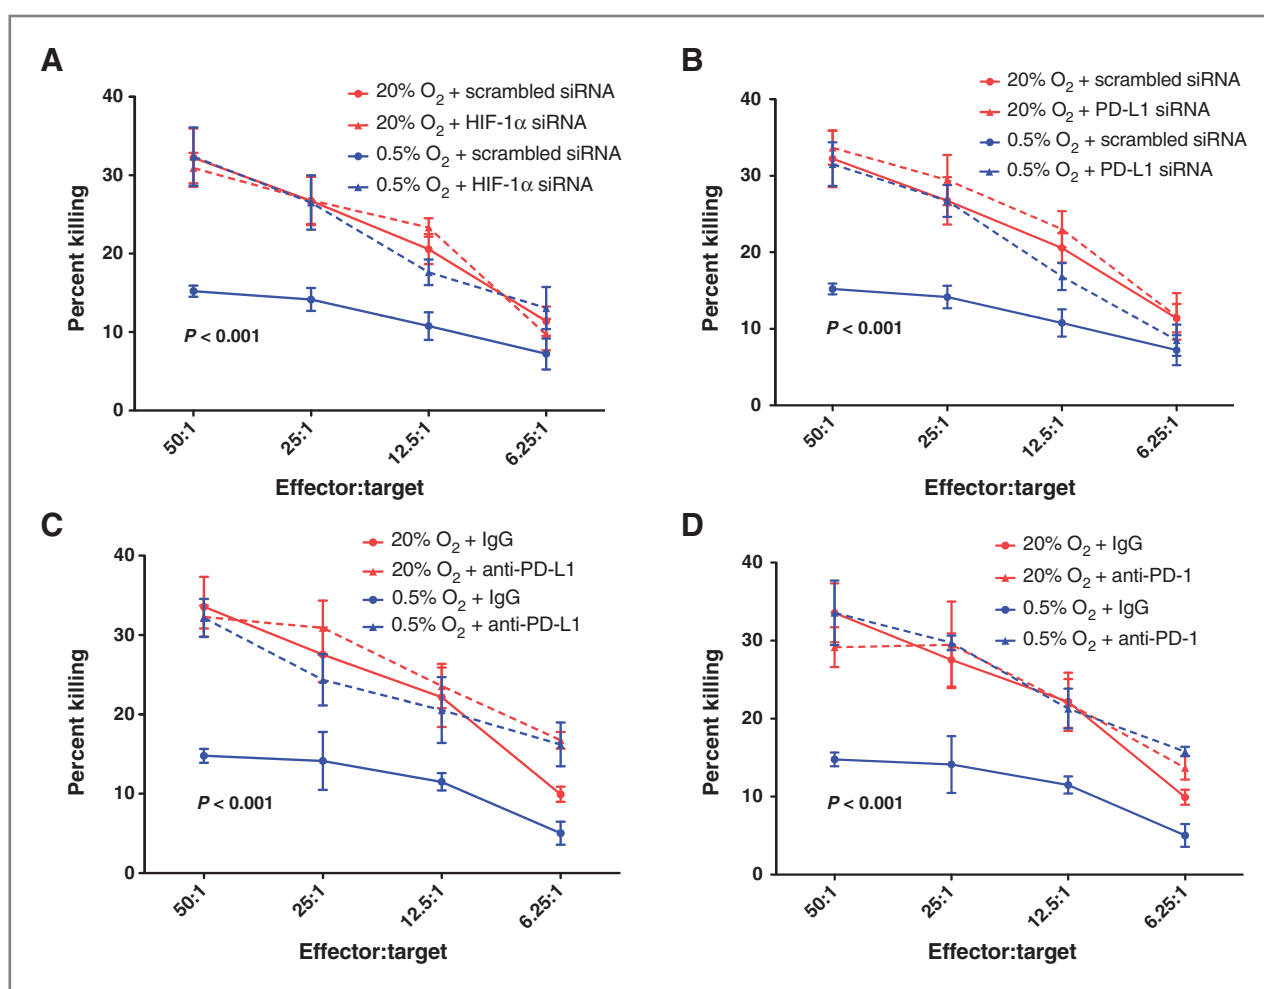 A
20% O2 + scrambled siRNA
20% O2 + HIF-1α siRNA
0.5% O2 + scrambled siRNA
0.5% O2 + HIF-1α siRNA
40
30
20
10
0
Percent killing
P < 0.001
50:1
25:1
12.5:1
6.25:1
Effector:target
B
20% O2 + scrambled siRNA
20% O2 + PD-L1 siRNA
0.5% O2 + scrambled siRNA
0.5% O2 + PD-L1 siRNA
40
30
20
10
0
Percent killing
P < 0.001
50:1
25:1
12.5:1
6.25:1
Effector:target
C
20% O2 + IgG
20% O2 + anti-PD-L1
0.5% O2 + IgG
0.5% O2 + anti-PD-L1
40
30
20
10
0
Percent killing
P < 0.001
50:1
25:1
12.5:1
6.25:1
Effector:target
D
20% O2 + IgG
20% O2 + anti-PD-1
0.5% O2 + IgG
0.5% O2 + anti-PD-1
40
30
20
10
0
Percent killing
P < 0.001
50:1
25:1
12.5:1
6.25:1
Effector:target